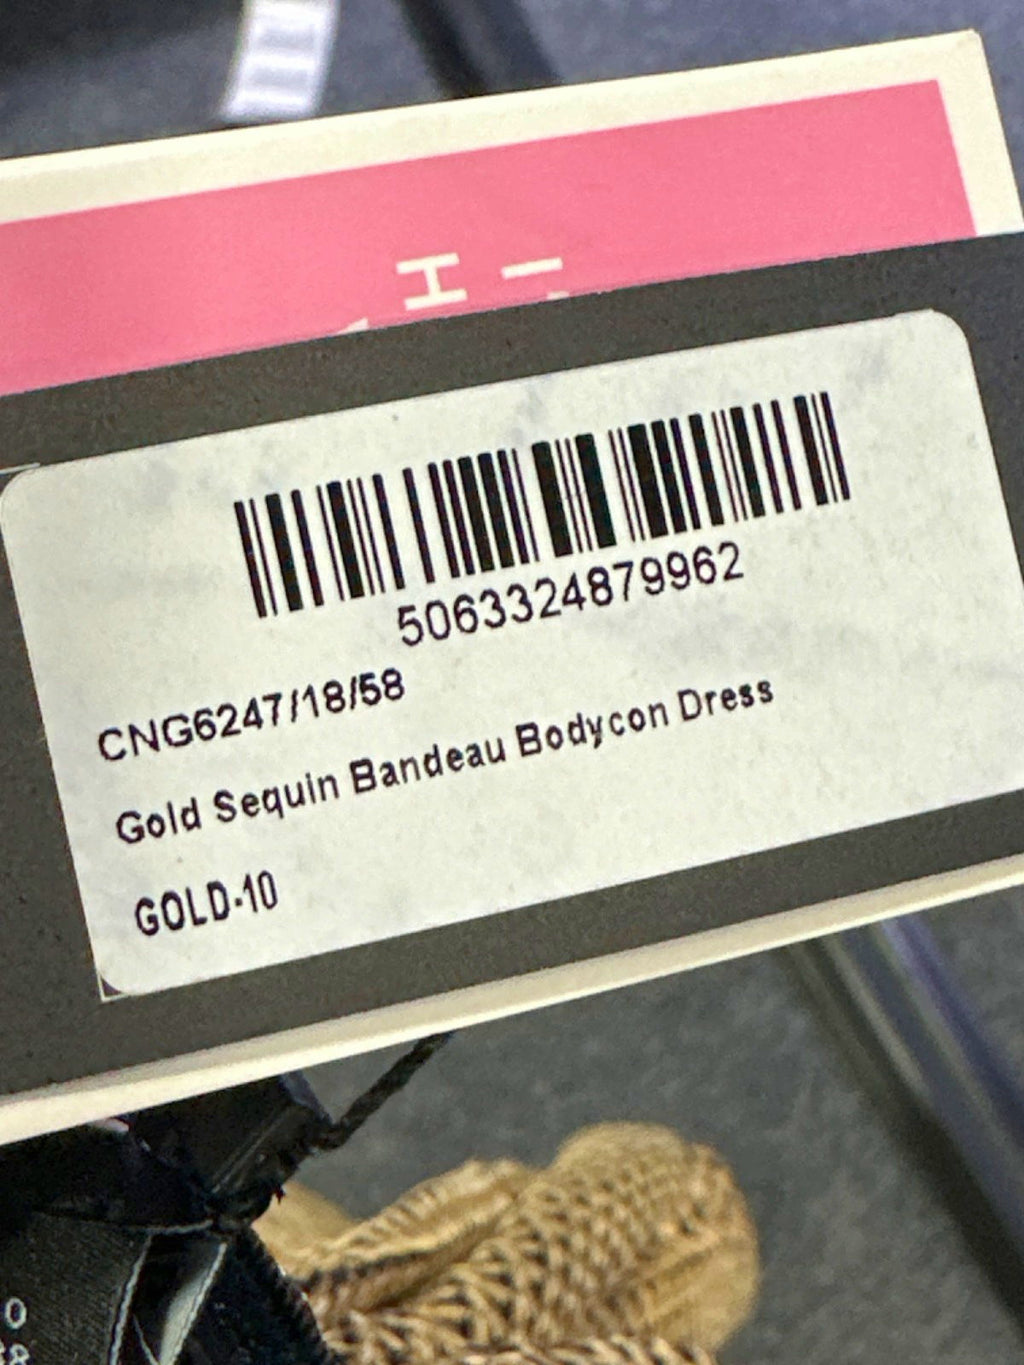 5063324879962
CNG6247/18/58
Gold Sequin Bandeau Bodycon Dress
GOLD-10